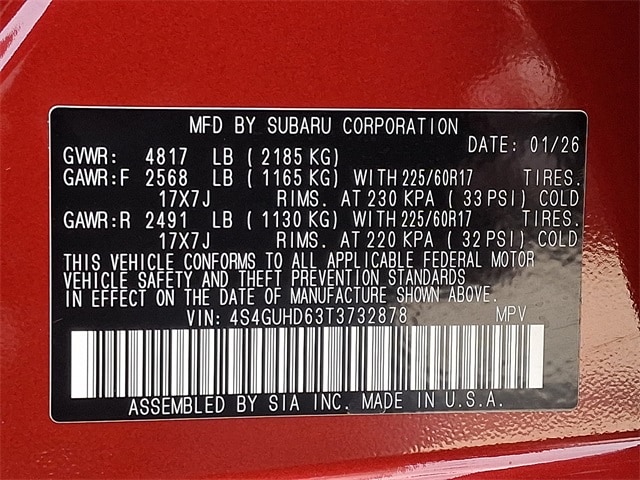 MFD BY SUBARU CORPORATION
DATE: 01/26
GVWR: 4817 LB ( 2185 KG)
GAWR:F 2568 LB ( 1165 KG) WITH 225/60R17 TIRES.
17X7J RIMS. AT 230 KPA ( 33 PSI) COLD
GAWR:R 2491 LB ( 1130 KG) WITH 225/60R17 TIRES.
17X7J RIMS. AT 220 KPA ( 32 PSI) COLD
THIS VEHICLE CONFORMS TO ALL APPLICABLE FEDERAL MOTOR
VEHICLE SAFETY AND THEFT PREVENTION STANDARDS
IN EFFECT ON THE DATE OF MANUFACTURE SHOWN ABOVE.
VIN: 4S4GUHD63T3732878 MPV
ASSEMBLED BY SIA INC. MADE IN U.S.A.